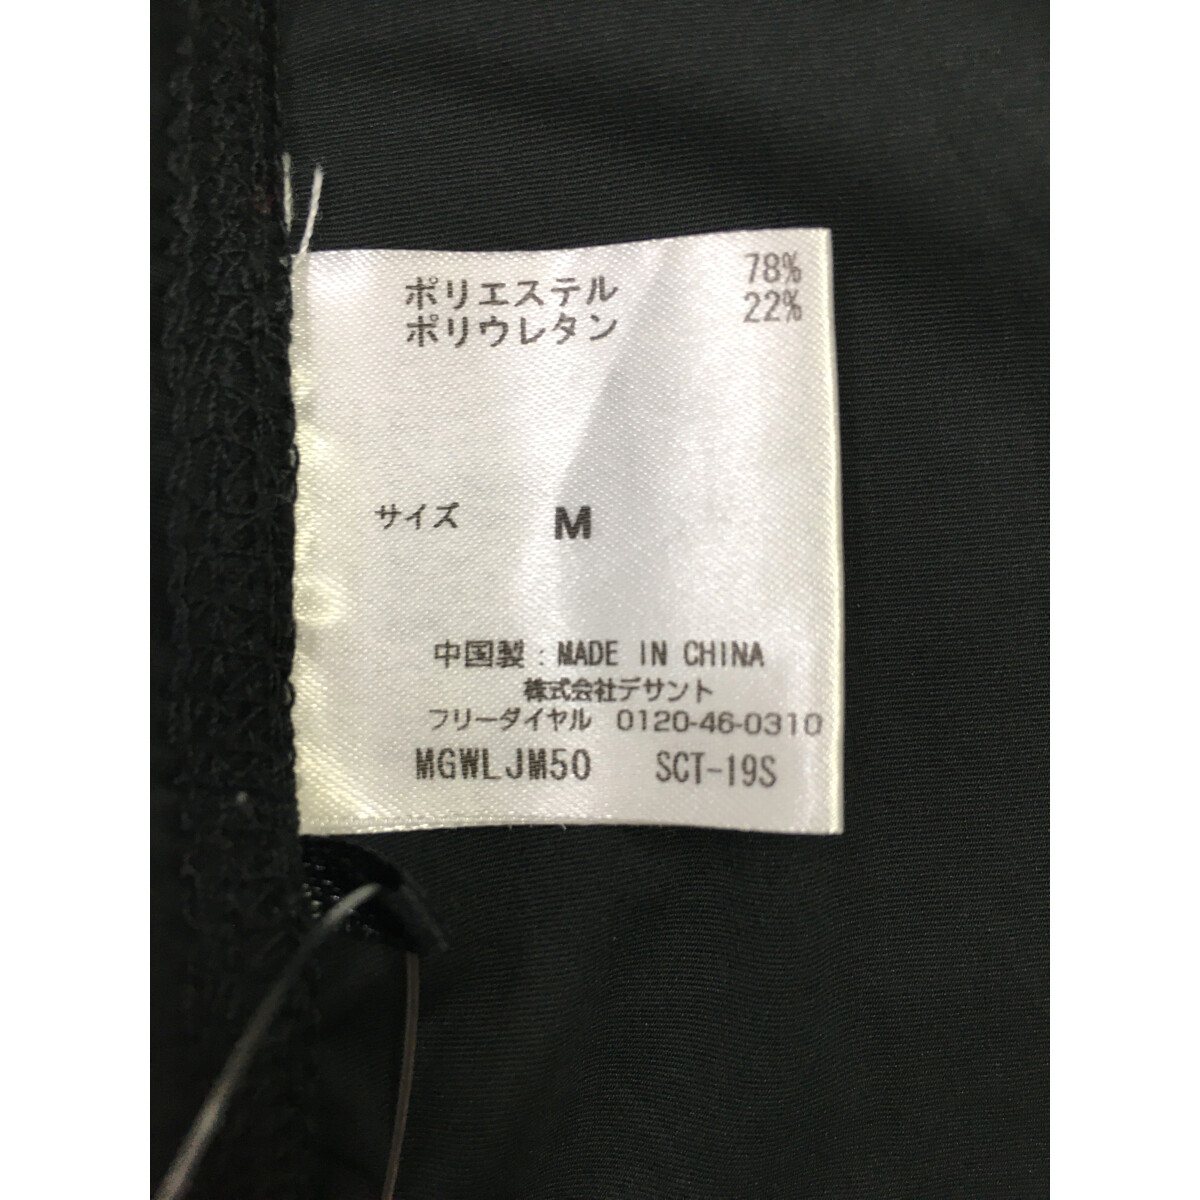 ポリエステル 78%
ポリウレタン 22%
サイズ M
中国製 : MADE IN CHINA
株式会社デサント
フリーダイヤル 0120-46-0310
MGWLJM50 SCT-19S